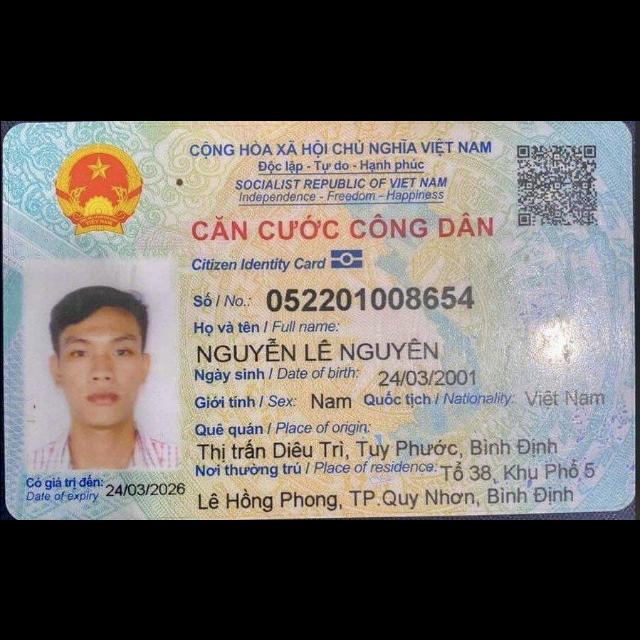 CỘNG HÒA XÃ HỘI CHỦ NGHĨA VIỆT NAM
Độc lập - Tự do - Hạnh phúc
SOCIALIST REPUBLIC OF VIET NAM
Independence - Freedom - Happiness
CĂN CƯỚC CÔNG DÂN
Citizen Identity Card
Số / No.: 052201008654
Họ và tên / Full name:
NGUYỄN LÊ NGUYÊN
Ngày sinh / Date of birth: 24/03/2001
Giới tính / Sex: Nam Quốc tịch / Nationality: Việt Nam
Quê quán / Place of origin:
Thị trấn Diêu Trì, Tuy Phước, Bình Định
Nơi thường trú / Place of residence: Tổ 38, Khu Phố 5
Lê Hồng Phong, TP.Quy Nhơn, Bình Định
Có giá trị đến: 24/03/2026
Date of expiry